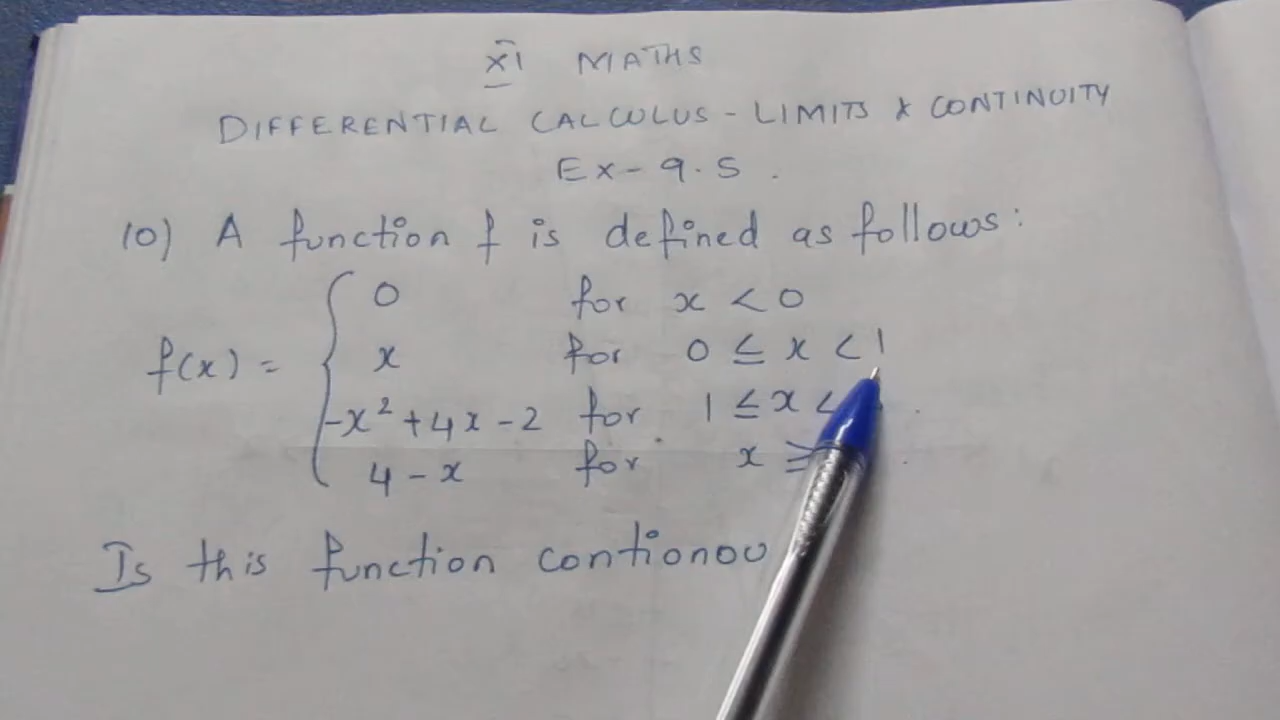 XI MATHS
DIFFERENTIAL CALCULUS - LIMITS & CONTINUITY
Ex- 9.5.
10) A function f is defined as follows:
0 for x < 0
f(x) = x for 0 ≤ x < 1
-x² + 4x - 2 for 1 ≤ x <
4 - x for x ≥
Is this function contionou